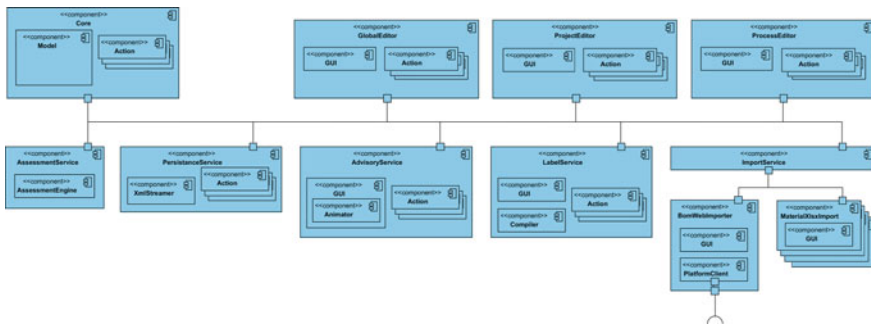 <<component>>
Core
<<component>>
Model
<<component>>
Action
<<component>>
GlobalEditor
<<component>>
GUI
<<component>>
Action
<<component>>
ProjectEditor
<<component>>
GUI
<<component>>
Action
<<component>>
ProcessEditor
<<component>>
GUI
<<component>>
Action
<<component>>
AssessmentService
<<component>>
AssessmentEngine
<<component>>
PersistanceService
<<component>>
XmlStreamer
<<component>>
Action
<<component>>
AdvisoryService
<<component>>
GUI
<<component>>
Animator
<<component>>
Action
<<component>>
LabelService
<<component>>
GUI
<<component>>
Compiler
<<component>>
Action
<<component>>
ImportService
<<component>>
BomWebImporter
<<component>>
GUI
<<component>>
PlatformClient
<<component>>
MaterialXlsxImport
<<component>>
GUI